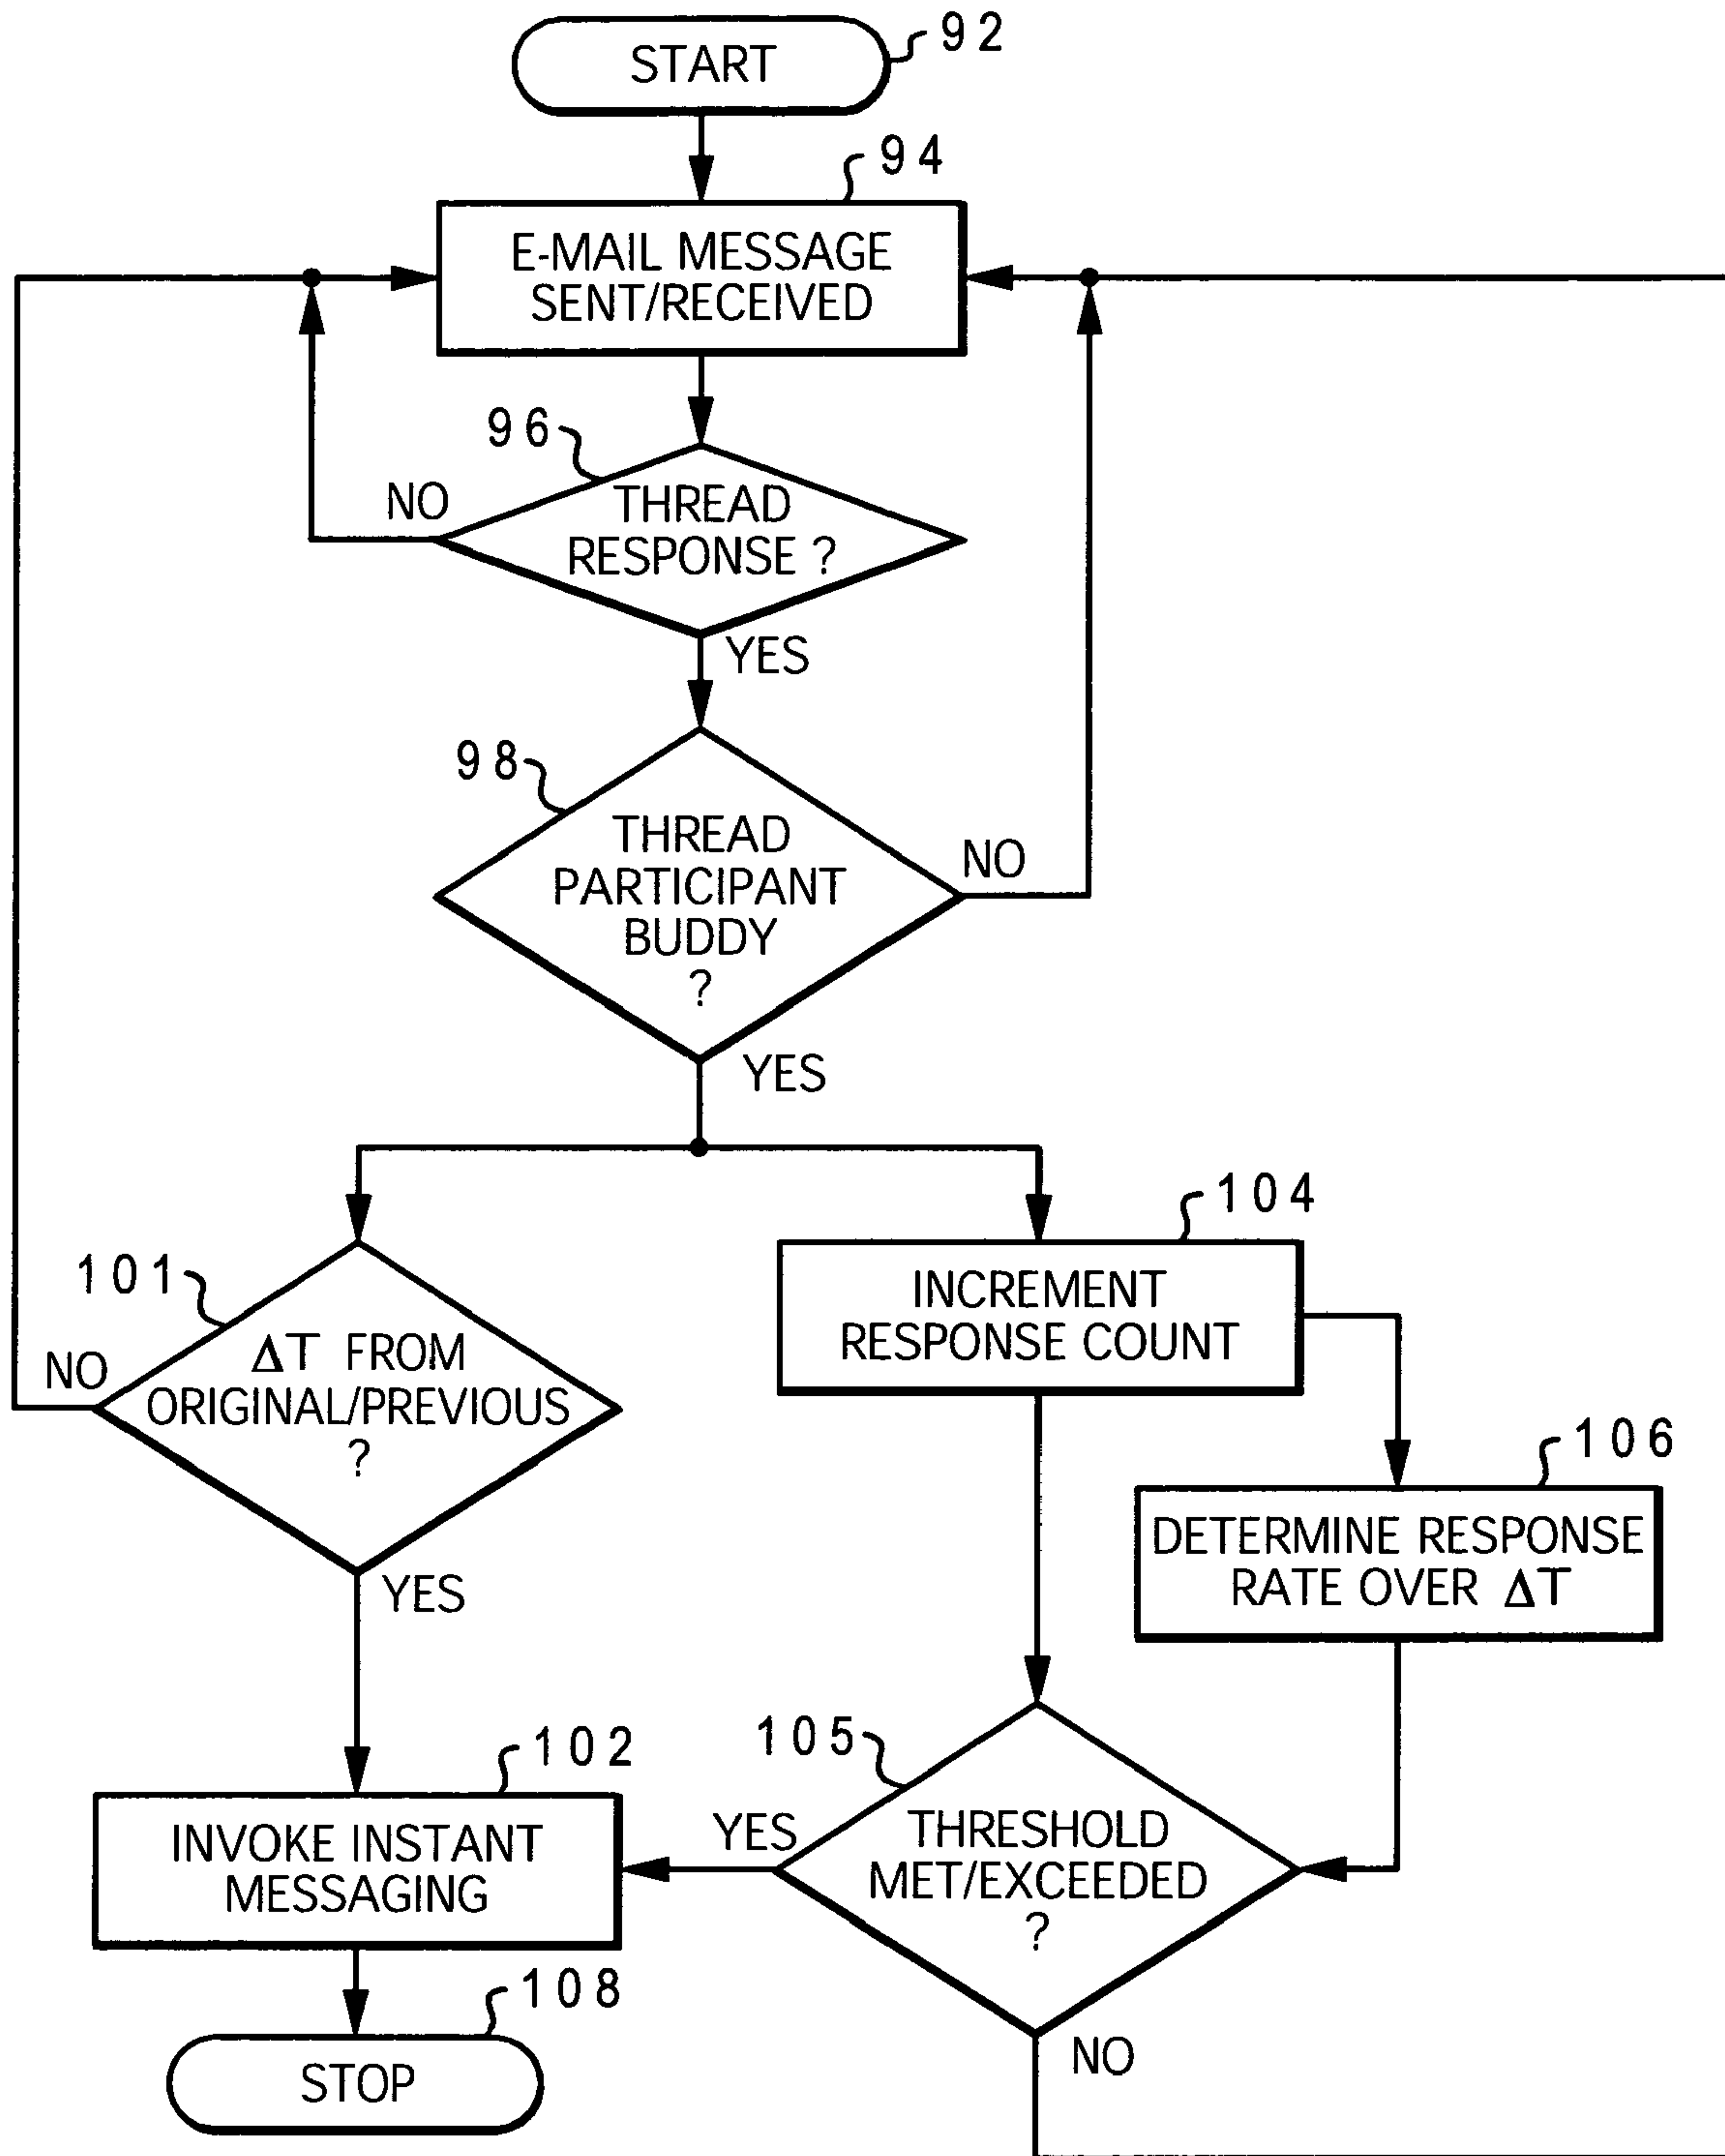 START
92
94
E-MAIL MESSAGE
SENT/RECEIVED
96
NO
THREAD
RESPONSE ?
YES
98
THREAD
PARTICIPANT
BUDDY
?
NO
YES
104
101
INCREMENT
RESPONSE COUNT
NO
ΔT FROM
ORIGINAL/PREVIOUS
?
106
YES
DETERMINE RESPONSE
RATE OVER ΔT
102
105
INVOKE INSTANT
MESSAGING
YES
THRESHOLD
MET/EXCEEDED
?
108
STOP
NO